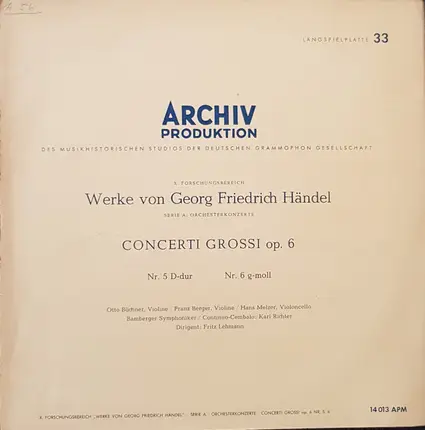 A 56
LANGSPIELPLATTE 33
ARCHIV
PRODUKTION
DES MUSIKHISTORISCHEN STUDIOS DER DEUTSCHEN GRAMMOPHON GESELLSCHAFT
X. FORSCHUNGSBEREICH
Werke von Georg Friedrich Händel
SERIE A: ORCHESTERKONZERTE
CONCERTI GROSSI op. 6
Nr. 5 D-dur Nr. 6 g-moll
Otto Büchner, Violine / Franz Berger, Violine / Hans Melzer, Violoncello
Bamberger Symphoniker / Continuo-Cembalo: Karl Richter
Dirigent: Fritz Lehmann
X. FORSCHUNGSBEREICH „WERKE VON GEORG FRIEDRICH HÄNDEL" · SERIE A · ORCHESTERKONZERTE · CONCERTI GROSSI op. 6 NR. 5, 6 14 013 APM